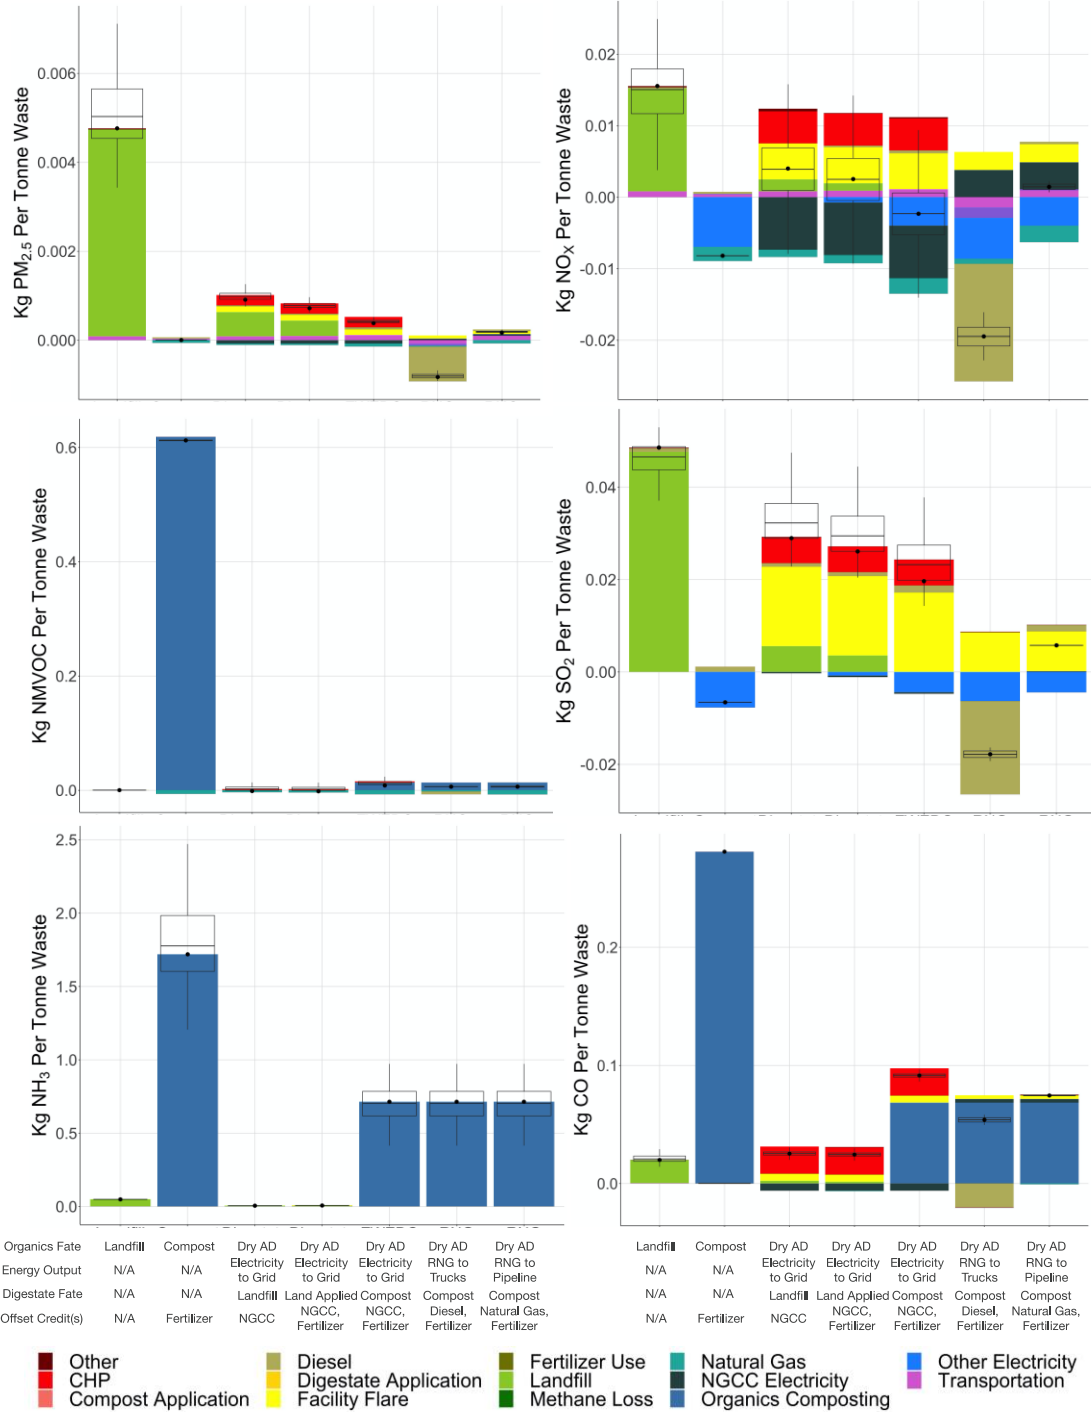 Kg PM2.5 Per Tonne Waste
0.006
0.004
0.002
0.000
Kg NOX Per Tonne Waste
0.02
0.01
0.00
-0.01
-0.02
Kg NMVOC Per Tonne Waste
0.6
0.4
0.2
0.0
Kg SO2 Per Tonne Waste
0.04
0.02
0.00
-0.02
Kg NH3 Per Tonne Waste
2.5
2.0
1.5
1.0
0.5
0.0
Kg CO Per Tonne Waste
0.2
0.1
0.0
Organics Fate Landfill Compost Dry AD Dry AD Dry AD Dry AD Dry AD Landfill Compost Dry AD Dry AD Dry AD Dry AD Dry AD
Energy Output N/A N/A Electricity to Grid Electricity to Grid Electricity to Grid RNG to Trucks RNG to Pipeline N/A N/A Electricity to Grid Electricity to Grid Electricity to Grid RNG to Trucks RNG to Pipeline
Digestate Fate N/A N/A Landfill Land Applied Compost Compost Compost N/A N/A Landfill Land Applied Compost Compost Compost
Offset Credit(s) N/A Fertilizer NGCC NGCC, Fertilizer NGCC, Fertilizer Diesel, Fertilizer Natural Gas, Fertilizer N/A Fertilizer NGCC NGCC, Fertilizer NGCC, Fertilizer Diesel, Fertilizer Natural Gas, Fertilizer
Other Diesel Fertilizer Use Natural Gas Other Electricity
CHP Digestate Application Landfill NGCC Electricity Transportation
Compost Application Facility Flare Methane Loss Organics Composting